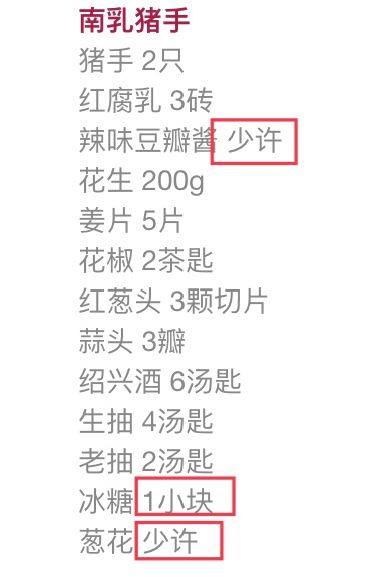 南乳猪手
猪手 2只
红腐乳 3砖
辣味豆瓣酱 少许
花生 200g
姜片 5片
花椒 2茶匙
红葱头 3颗切片
蒜头 3瓣
绍兴酒 6汤匙
生抽 4汤匙
老抽 2汤匙
冰糖 1小块
葱花 少许